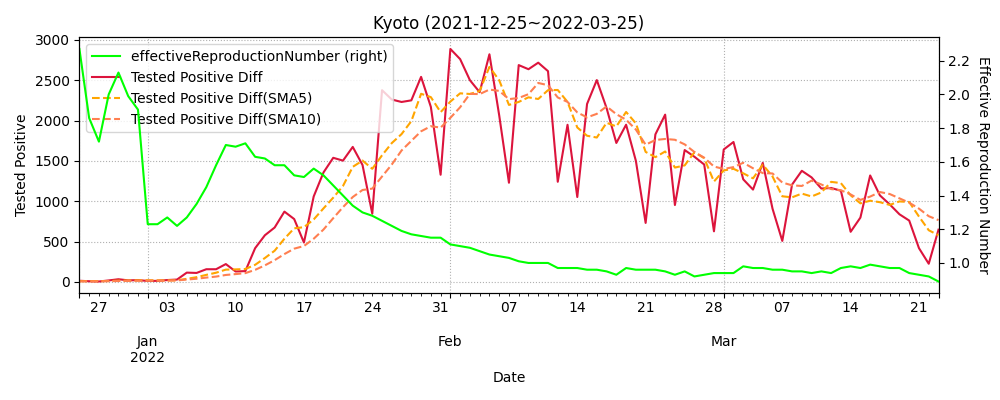 Kyoto (2021-12-25~2022-03-25)
effectiveReproductionNumber (right)
Tested Positive Diff
Tested Positive Diff(SMA5)
Tested Positive Diff(SMA10)
Tested Positive
3000
2500
2000
1500
1000
500
0
Effective Reproduction Number
2.2
2.0
1.8
1.6
1.4
1.2
1.0
27 03 10 17 24 31 07 14 21 28 07 14 21
Jan Feb Mar
2022
Date